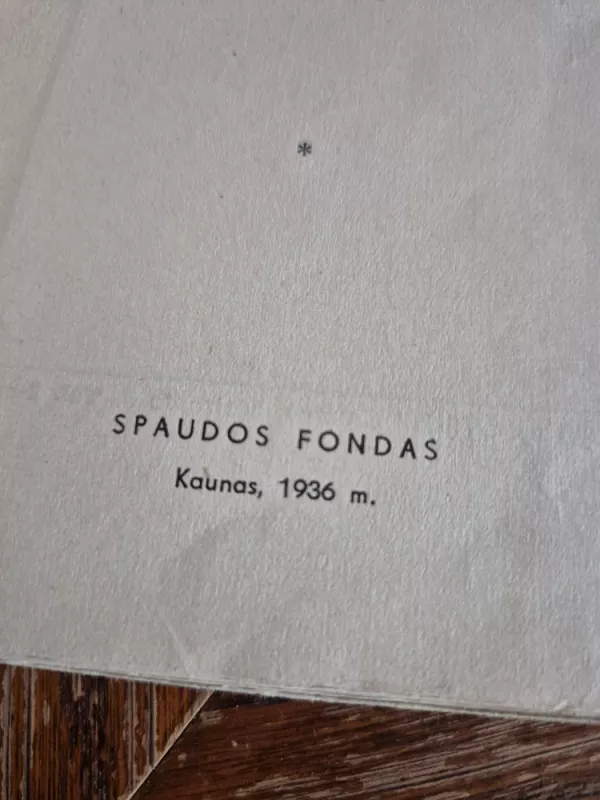 *
SPAUDOS FONDAS
Kaunas, 1936 m.